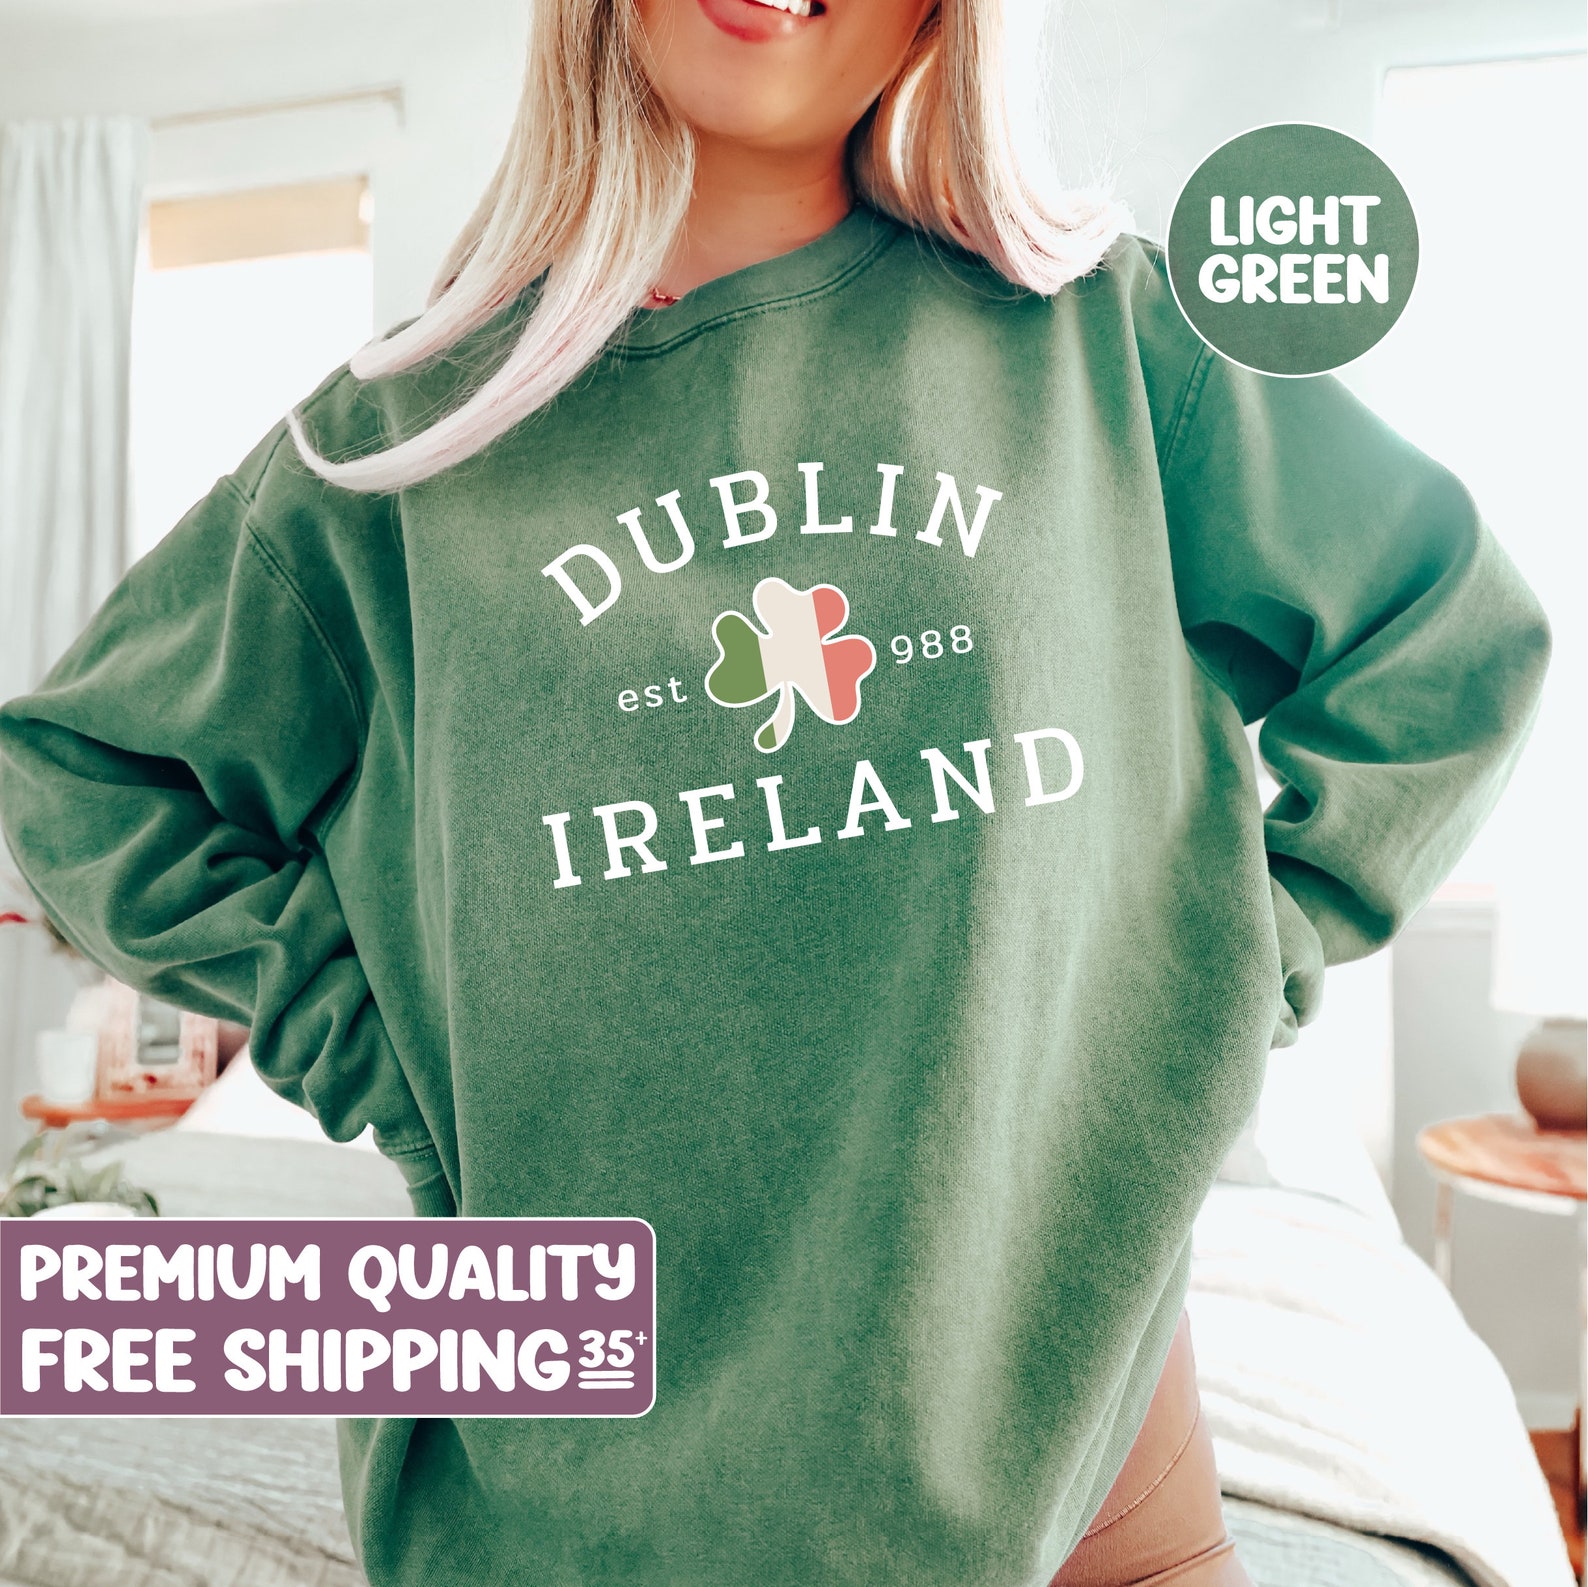 LIGHT
GREEN
DUBLIN
est 988
IRELAND
PREMIUM QUALITY
FREE SHIPPING 35+